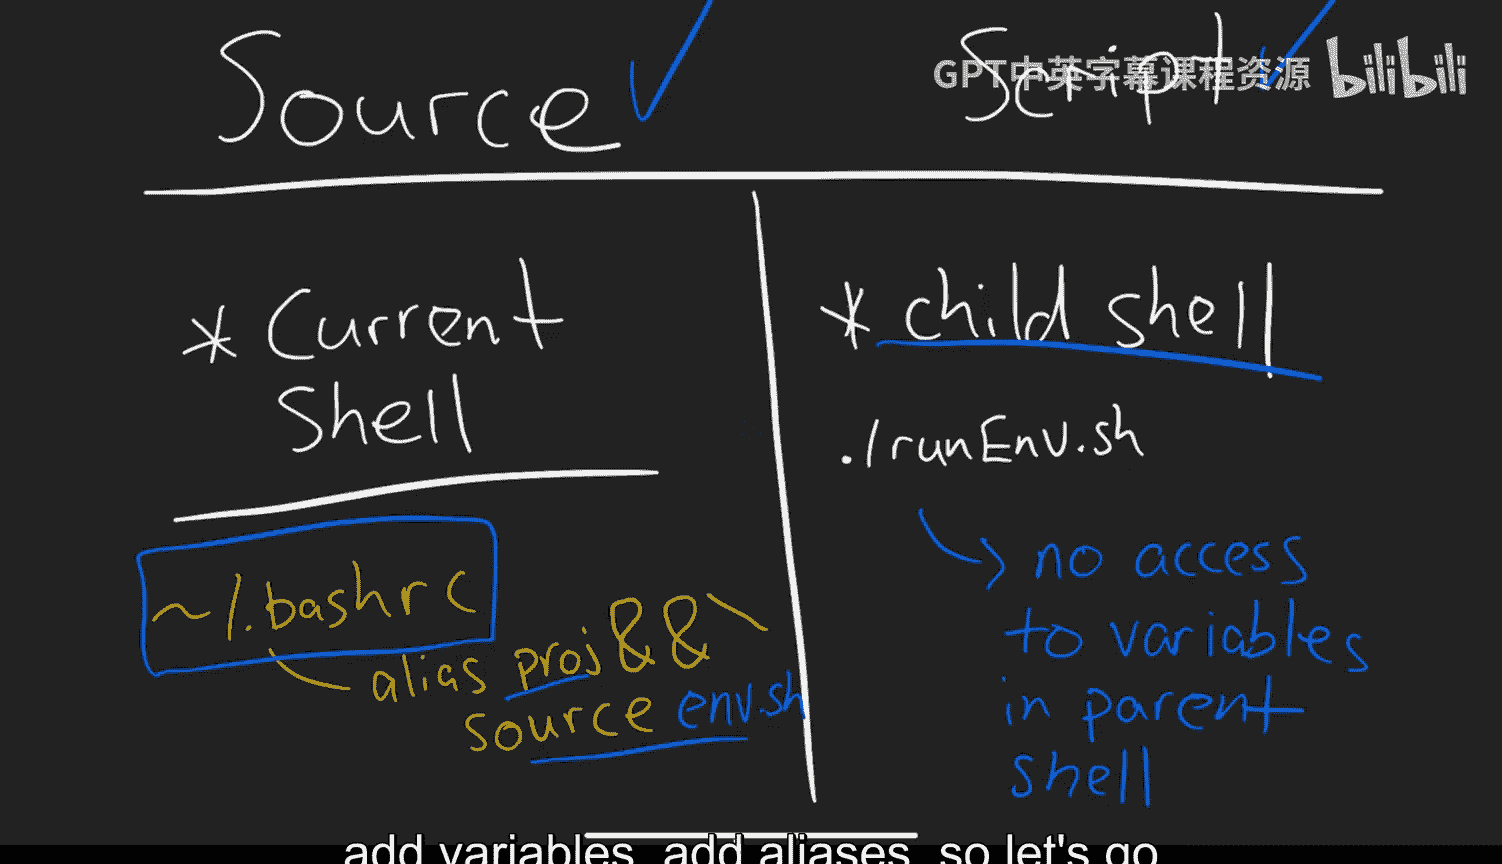 Source
Script
GPT中英字幕课程资源 bilibili
* Current
Shell
~/.bashrc
alias proj && \
source env.sh
* child shell
./runEnv.sh
no access
to variables
in parent
shell
add variables, add aliases, so let's go